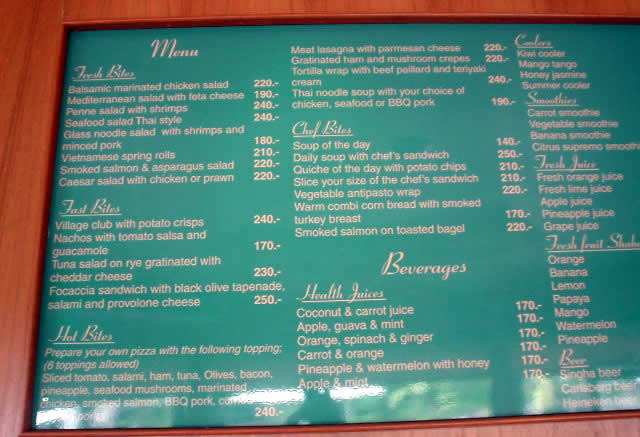 Menu
Fresh Bites
Balsamic marinated chicken salad 220.-
Mediterranean salad with feta cheese 190.-
Penne salad with shrimps 240.-
Seafood salad Thai style 240.-
Glass noodle salad with shrimps and
minced pork 180.-
Vietnamese spring rolls 210.-
Smoked salmon & asparagus salad 220.-
Caesar salad with chicken or prawn 220.-
Fast Bites
Village club with potato crisps 240.-
Nachos with tomato salsa and
guacamole 170.-
Tuna salad on rye gratinated with
cheddar cheese 230.-
Focaccia sandwich with black olive tapenade,
salami and provolone cheese 250.-
Hot Bites
Prepare your own pizza with the following topping;
(6 toppings allowed)
Sliced tomato, salami, ham, tuna, Olives, bacon,
pineapple, seafood mushrooms, marinated
chicken, smoked salmon, BBQ pork,
240.-
Meat lasagna with parmesan cheese 220.-
Gratinated ham and mushroom crepes 220.-
Tortilla wrap with beef paillard and teriyaki
cream 240.-
Thai noodle soup with your choice of
chicken, seafood or BBQ pork 190.-
Chef Bites
Soup of the day 140.-
Daily soup with chef's sandwich 250.-
Quiche of the day with potato chips 210.-
Slice your size of the chef's sandwich 210.-
Vegetable antipasto wrap 220.-
Warm combi corn bread with smoked
turkey breast 170.-
Smoked salmon on toasted bagel 220.-
Beverages
Health Juices
Coconut & carrot juice 170.-
Apple, guava & mint 170.-
Orange, spinach & ginger 170.-
Carrot & orange 170.-
Pineapple & watermelon with honey 170.-
Apple & mint 170.-
Coolers
Kiwi cooler
Mango tango
Honey jasmine
Summer cooler
Smoothies
Carrot smoothie
Vegetable smoothie
Banana smoothie
Citrus supremo smoothie
Fresh Juice
Fresh orange juice
Fresh lime juice
Apple juice
Pineapple juice
Grape juice
Fresh fruit
Orange
Banana
Lemon
Papaya
Mango
Watermelon
Pineapple
Beer
Singha beer
Carlsberg beer
Heineken beer